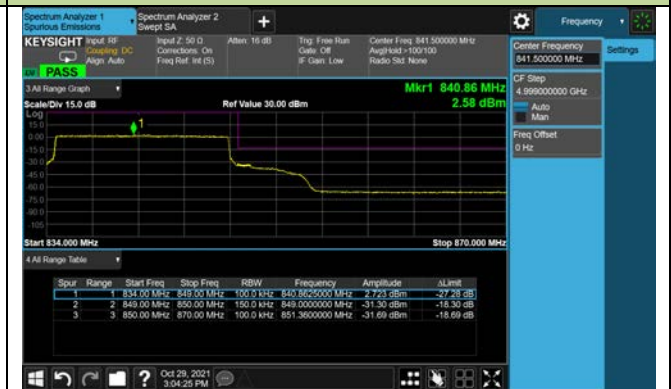 Spectrum Analyzer 1
Spurious Emissions
Spectrum Analyzer 2
Swept SA
+
Frequency
KEYSIGHT
Input: RF
Coupling: DC
Align: Auto
Input Z: 50 Ω
Corrections: On
Freq Ref: Int (S)
Atten: 16 dB
Trig: Free Run
Gate: Off
IF Gain: Low
Center Freq: 841.500000 MHz
Avg|Hold:>100/100
Radio Std: None
PASS
Center Frequency
841.500000 MHz
Settings
CF Step
4.999000000 GHz
Auto
Man
Freq Offset
0 Hz
3 All Range Graph
Mkr1 840.86 MHz
Scale/Div 15.0 dB
Ref Value 30.00 dBm
2.58 dBm
Log
15.0
0.00
-15.0
-30.0
-45.0
-60.0
-75.0
-90.0
-105
1
Start 834.000 MHz
Stop 870.000 MHz
4 All Range Table
Spur Range Start Freq Stop Freq RBW Frequency Amplitude ΔLimit
1 1 834.00 MHz 849.00 MHz 100.0 kHz 840.8625000 MHz 2.723 dBm -27.28 dB
2 2 849.00 MHz 850.00 MHz 150.0 kHz 849.0000000 MHz -31.30 dBm -18.30 dB
3 3 850.00 MHz 870.00 MHz 100.0 kHz 851.3600000 MHz -31.69 dBm -18.69 dB
?
Oct 29, 2021
3:04:25 PM